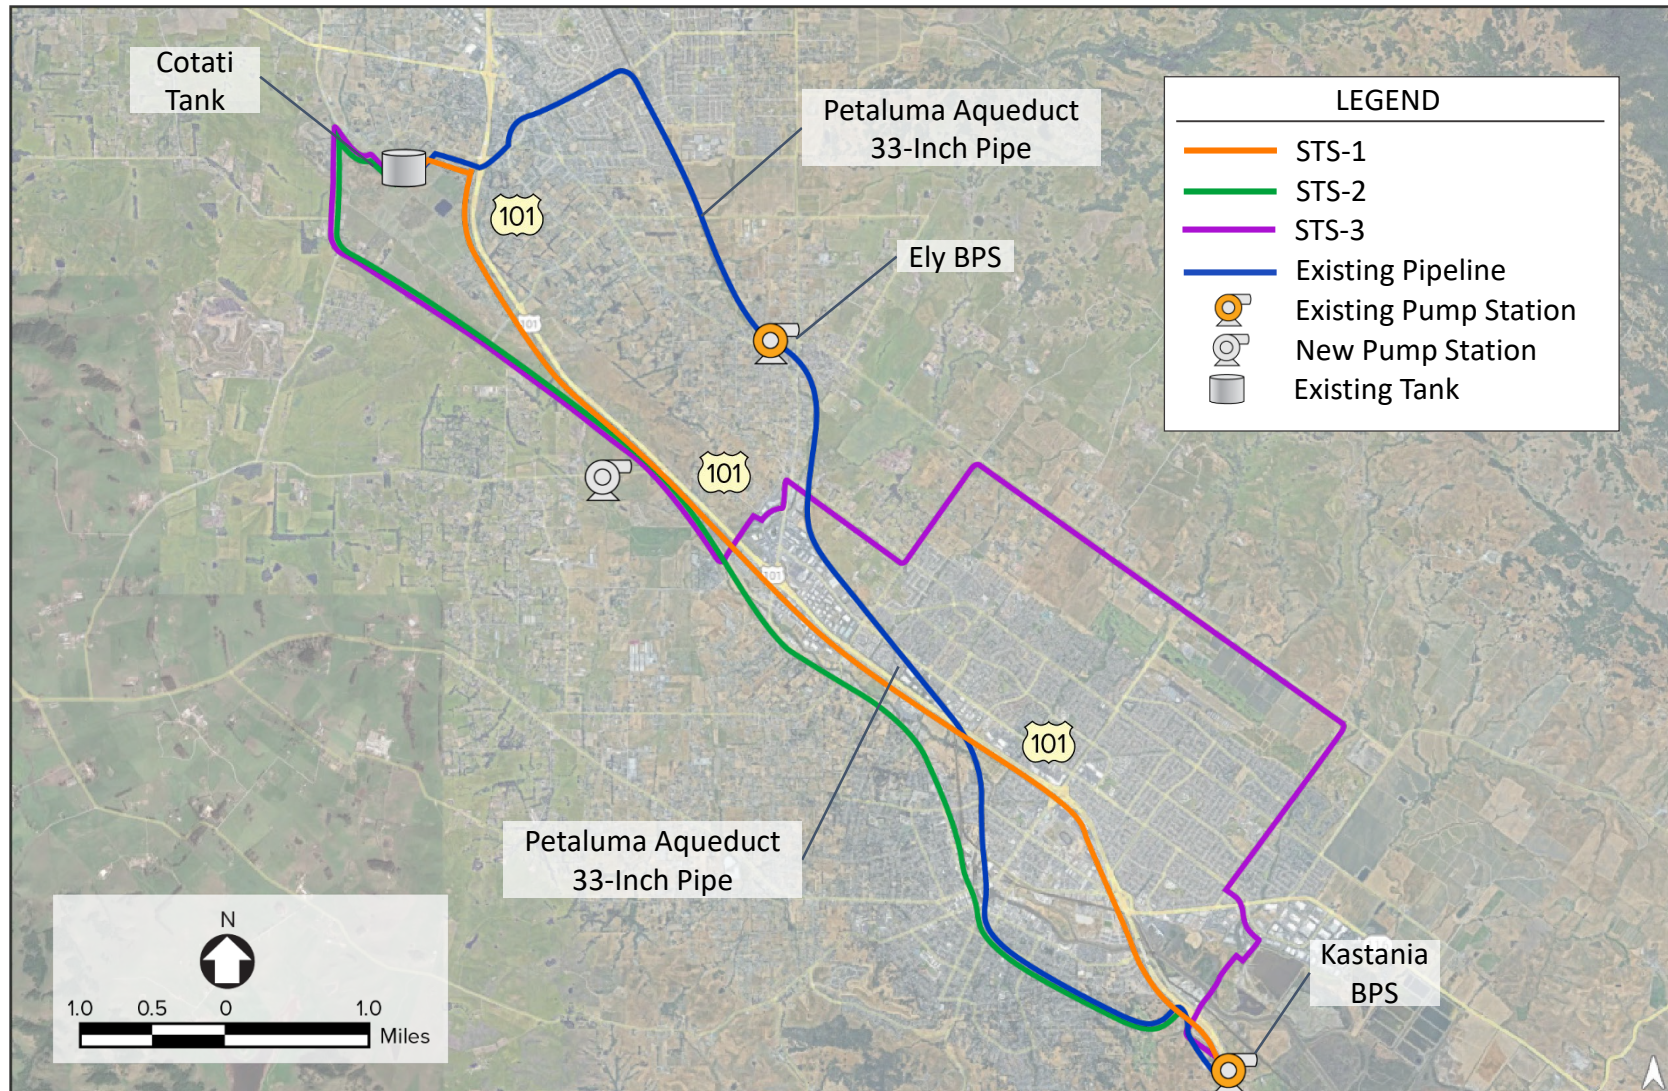 Cotati
Tank
Petaluma Aqueduct
33-Inch Pipe
Ely BPS
LEGEND
STS-1
STS-2
STS-3
Existing Pipeline
Existing Pump Station
New Pump Station
Existing Tank
101
101
101
101
101
Petaluma Aqueduct
33-Inch Pipe
Kastania
BPS
N
1.0 0.5 0 1.0
Miles